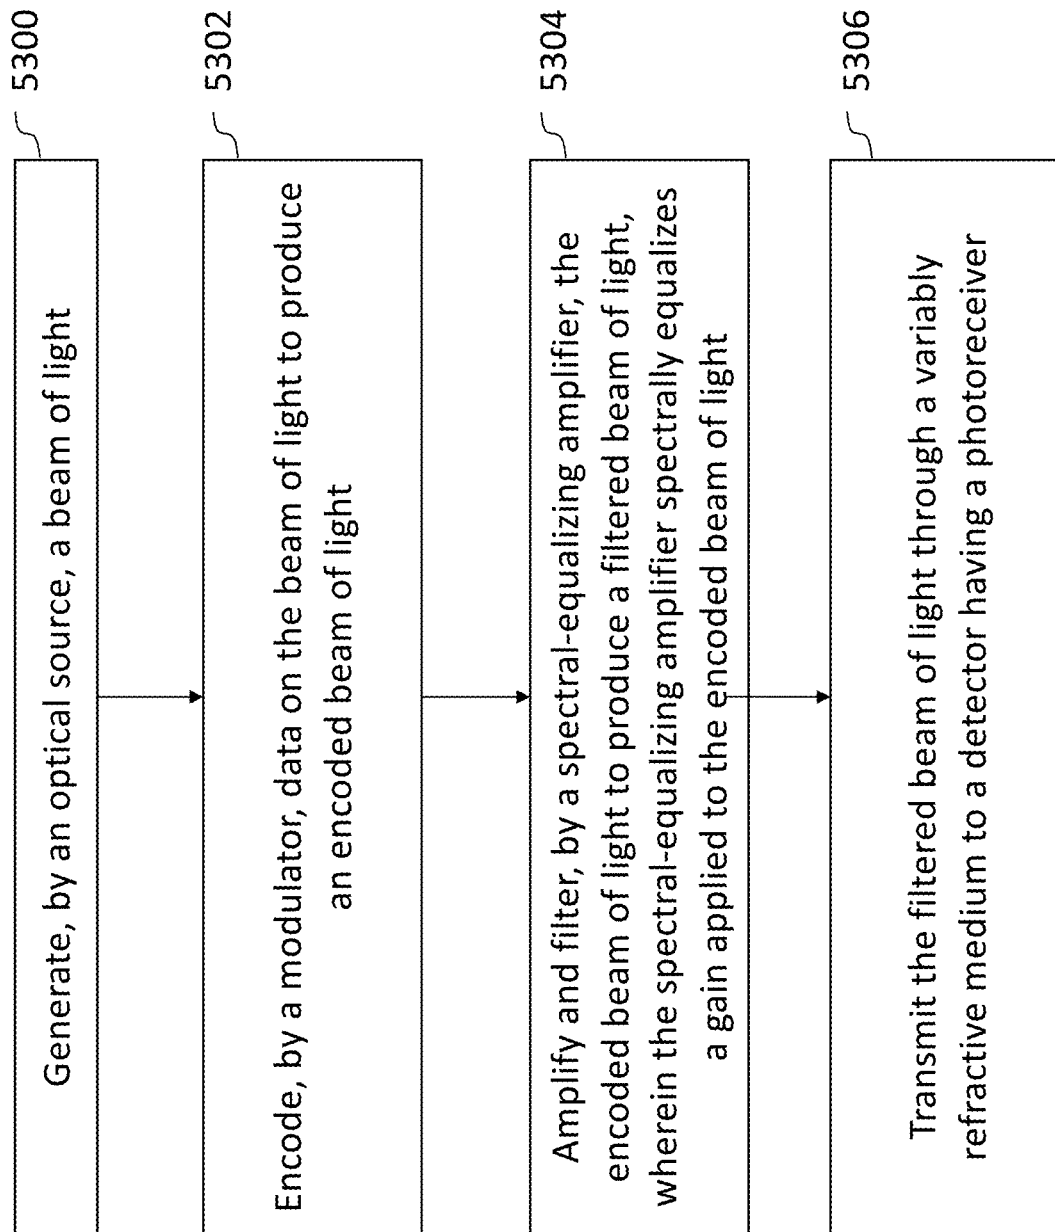 5300
Generate, by an optical source, a beam of light
5302
Encode, by a modulator, data on the beam of light to produce
an encoded beam of light
5304
Amplify and filter, by a spectral-equalizing amplifier, the
encoded beam of light to produce a filtered beam of light,
wherein the spectral-equalizing amplifier spectrally equalizes
a gain applied to the encoded beam of light
5306
Transmit the filtered beam of light through a variably
refractive medium to a detector having a photoreceiver